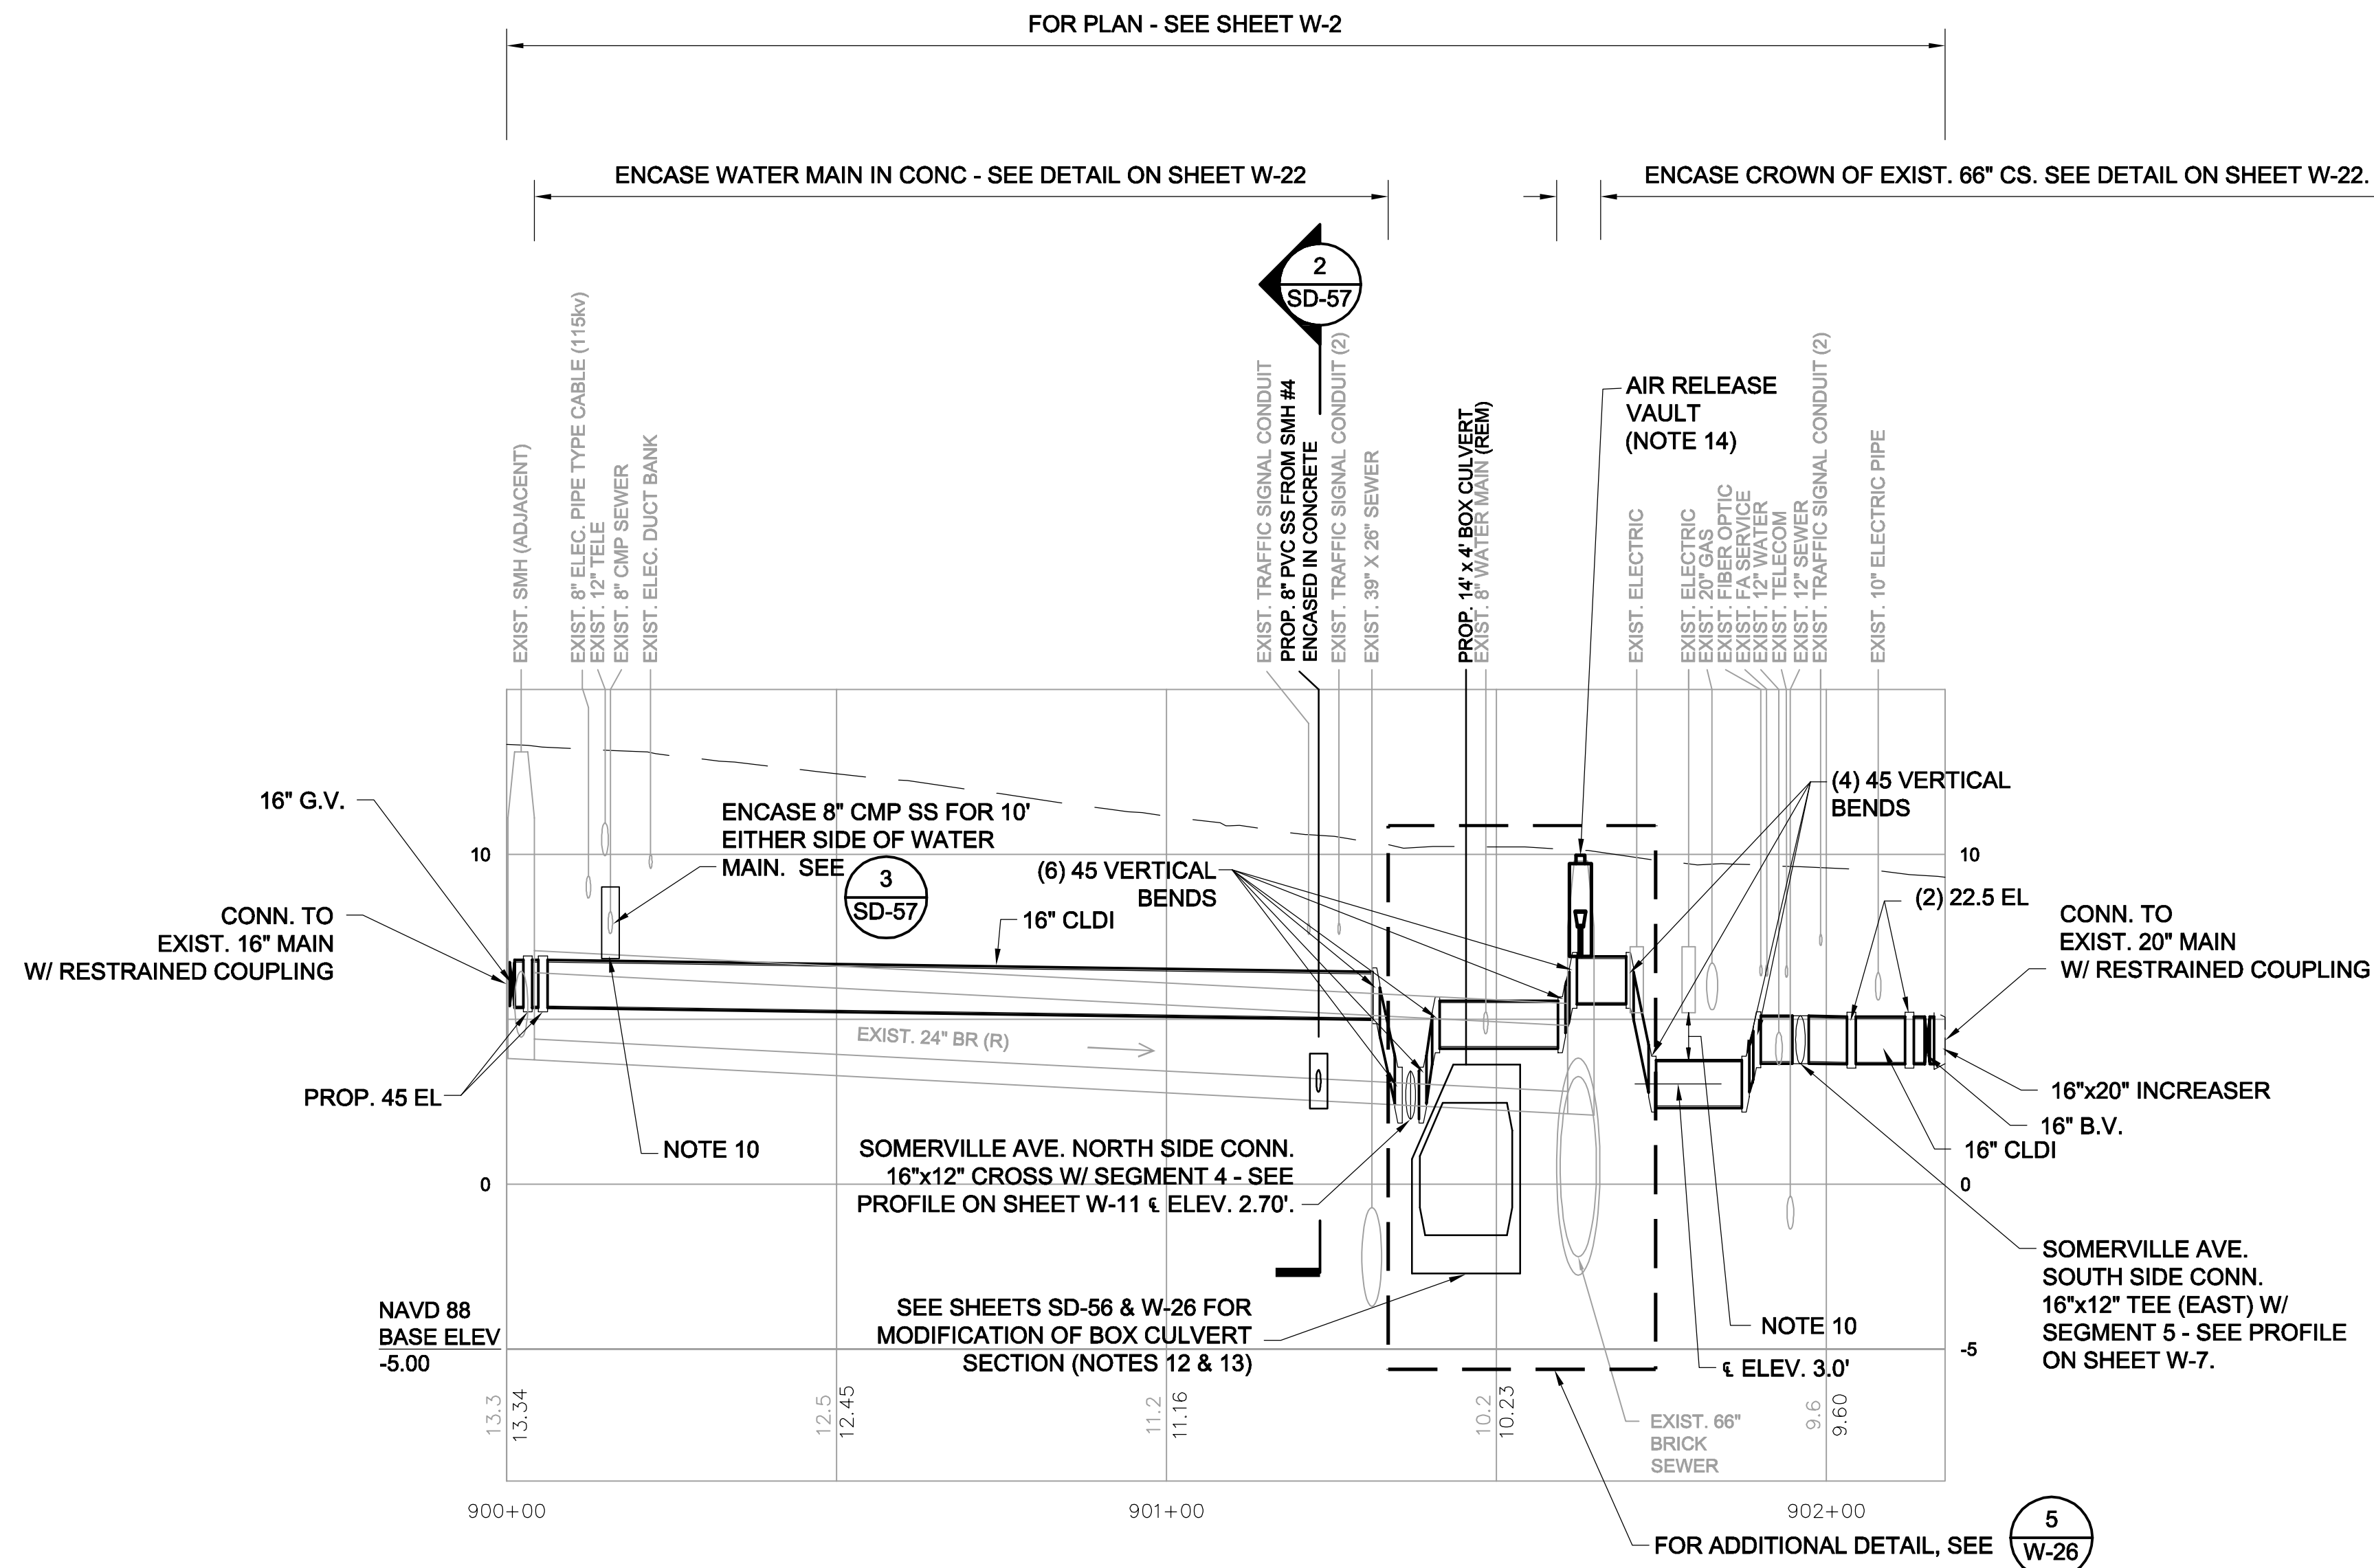 FOR PLAN - SEE SHEET W-2
ENCASE WATER MAIN IN CONC - SEE DETAIL ON SHEET W-22
ENCASE CROWN OF EXIST. 66" CS. SEE DETAIL ON SHEET W-22.
2
SD-57
EXIST. SMH (ADJACENT)
EXIST. 8" ELEC. PIPE TYPE CABLE (115kv)
EXIST. 12" TELE
EXIST. 8" CMP SEWER
EXIST. ELEC. DUCT BANK
EXIST. TRAFFIC SIGNAL CONDUIT
PROP. 8" PVC SS FROM SMH #4
ENCASED IN CONCRETE
EXIST. TRAFFIC SIGNAL CONDUIT (2)
EXIST. 39" X 26" SEWER
PROP. 14' x 4' BOX CULVERT
EXIST. 8" WATER MAIN (REM)
AIR RELEASE
VAULT
(NOTE 14)
EXIST. ELECTRIC
EXIST. ELECTRIC
EXIST. 20" GAS
EXIST. FIBER OPTIC
EXIST. FA SERVICE
EXIST. 12" WATER
EXIST. TELECOM
EXIST. 12" SEWER
EXIST. TRAFFIC SIGNAL CONDUIT (2)
EXIST. 10" ELECTRIC PIPE
16" G.V.
10
CONN. TO
EXIST. 16" MAIN
W/ RESTRAINED COUPLING
ENCASE 8" CMP SS FOR 10'
EITHER SIDE OF WATER
MAIN. SEE
3
SD-57
(6) 45 VERTICAL
BENDS
16" CLDI
(4) 45 VERTICAL
BENDS
10
(2) 22.5 EL
CONN. TO
EXIST. 20" MAIN
W/ RESTRAINED COUPLING
EXIST. 24" BR (R)
PROP. 45 EL
NOTE 10
0
SOMERVILLE AVE. NORTH SIDE CONN.
16"x12" CROSS W/ SEGMENT 4 - SEE
PROFILE ON SHEET W-11 ℄ ELEV. 2.70'.
16"x20" INCREASER
16" B.V.
16" CLDI
0
SOMERVILLE AVE.
SOUTH SIDE CONN.
16"x12" TEE (EAST) W/
SEGMENT 5 - SEE PROFILE
ON SHEET W-7.
NAVD 88
BASE ELEV
-5.00
SEE SHEETS SD-56 & W-26 FOR
MODIFICATION OF BOX CULVERT
SECTION (NOTES 12 & 13)
NOTE 10
℄ ELEV. 3.0'
-5
EXIST. 66"
BRICK
SEWER
13.3
13.34
12.5
12.45
11.2
11.16
10.2
10.23
9.6
9.60
900+00
901+00
902+00
FOR ADDITIONAL DETAIL, SEE
5
W-26